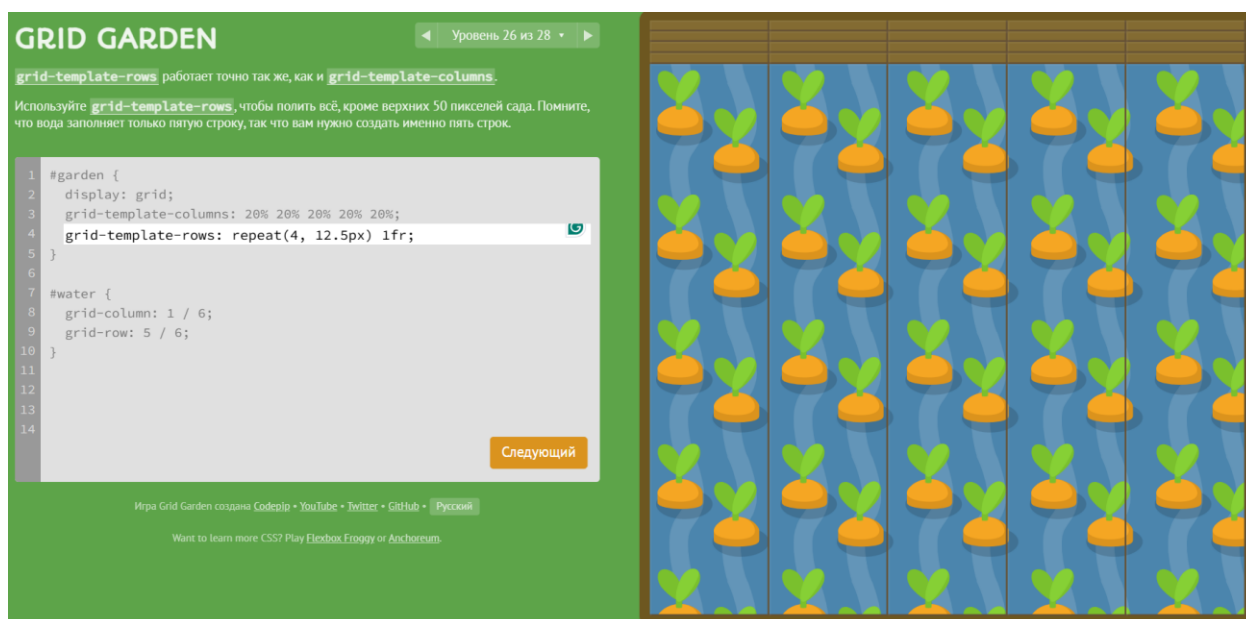 GRID GARDEN
◀ Уровень 26 из 28 ▾ ▶
grid-template-rows работает точно так же, как и grid-template-columns.
Используйте grid-template-rows, чтобы полить всё, кроме верхних 50 пикселей сада. Помните,
что вода заполняет только пятую строку, так что вам нужно создать именно пять строк.
1 #garden {
2   display: grid;
3   grid-template-columns: 20% 20% 20% 20% 20%;
4   grid-template-rows: repeat(4, 12.5px) 1fr;
5 }
6
7 #water {
8   grid-column: 1 / 6;
9   grid-row: 5 / 6;
10 }
11
12
13
14
Следующий
Игра Grid Garden создана Codepip • YouTube • Twitter • GitHub • Русский
Want to learn more CSS? Play Flexbox Froggy or Anchoreum.